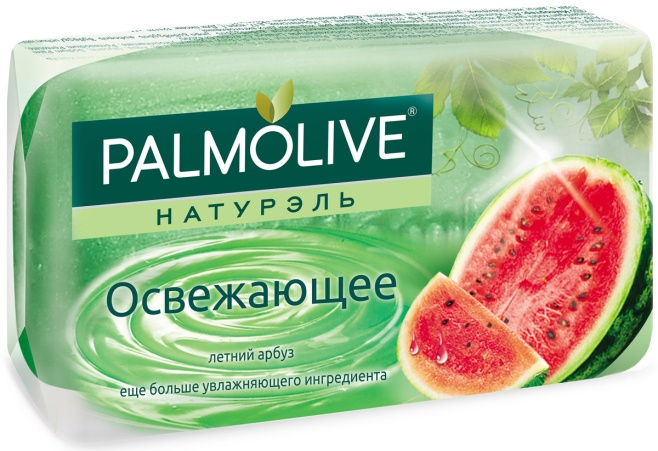 PALMOLIVE®
НАТУРЭЛЬ
Освежающее
летний арбуз
еще больше увлажняющего ингредиента